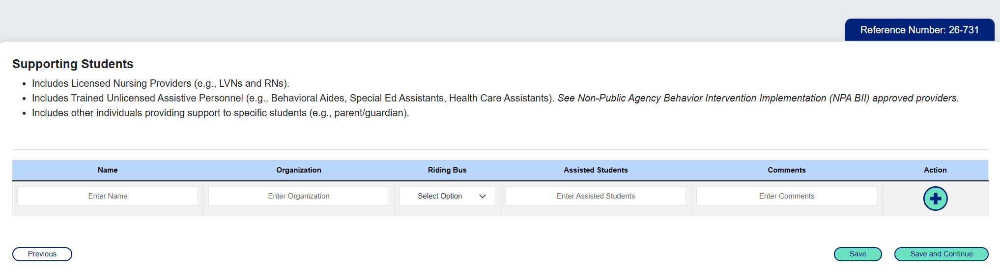 Reference Number: 26-731
Supporting Students
Includes Licensed Nursing Providers (e.g., LVNs and RNs).
Includes Trained Unlicensed Assistive Personnel (e.g., Behavioral Aides, Special Ed Assistants, Health Care Assistants). See Non-Public Agency Behavior Intervention Implementation (NPA BII) approved providers.
Includes other individuals providing support to specific students (e.g., parent/guardian).
Name Organization Riding Bus Assisted Students Comments Action
Enter Name Enter Organization Select Option Enter Assisted Students Enter Comments
Previous Save Save and Continue